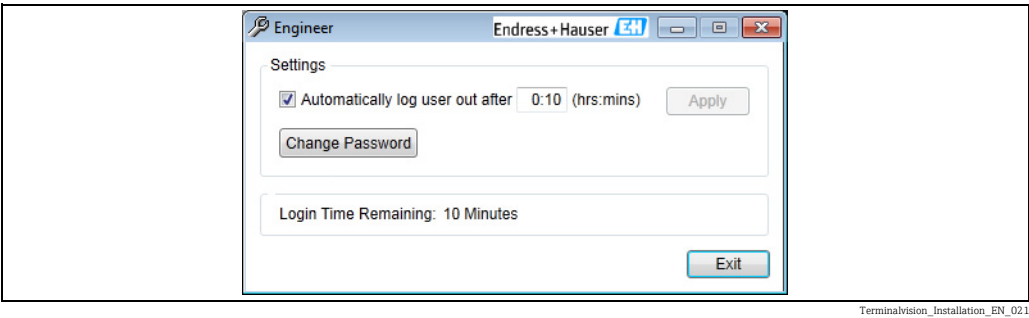 Engineer Endress+Hauser EH
Settings
Automatically log user out after 0:10 (hrs:mins) Apply
Change Password
Login Time Remaining: 10 Minutes
Exit
Terminalvision_Installation_EN_021